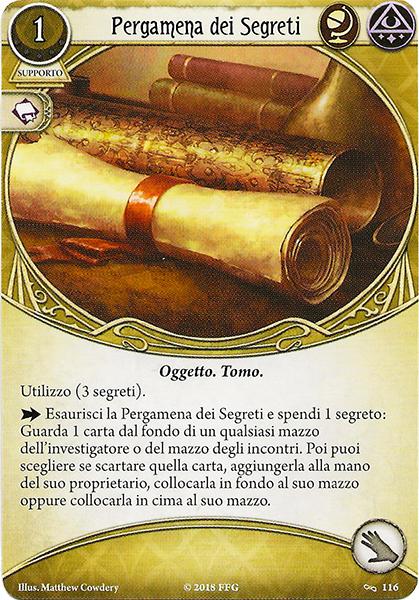 1
Pergamena dei Segreti
SUPPORTO
Oggetto. Tomo.
Utilizzo (3 segreti).
Esaurisci la Pergamena dei Segreti e spendi 1 segreto:
Guarda 1 carta dal fondo di un qualsiasi mazzo
dell'investigatore o del mazzo degli incontri. Poi puoi
scegliere se scartare quella carta, aggiungerla alla mano
del suo proprietario, collocarla in fondo al suo mazzo
oppure collocarla in cima al suo mazzo.
Illus. Matthew Cowdery © 2018 FFG 116